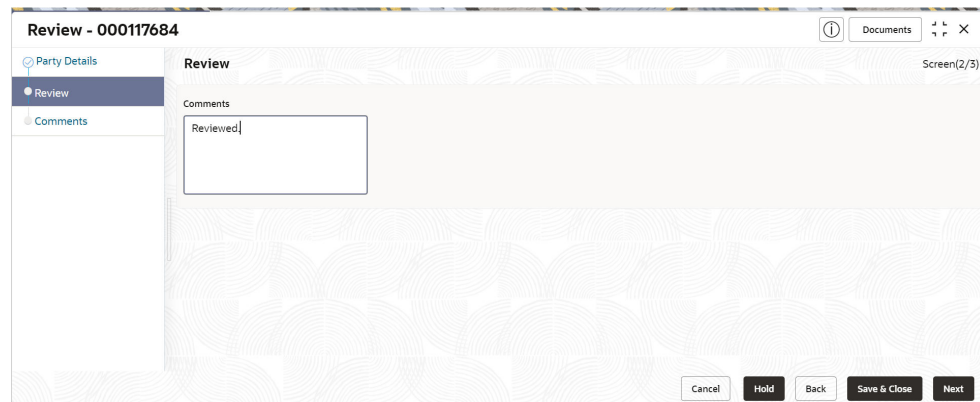 Review - 000117684
Documents
Party Details
Review
Comments
Review
Screen(2/3)
Comments
Reviewed.
Cancel
Hold
Back
Save & Close
Next